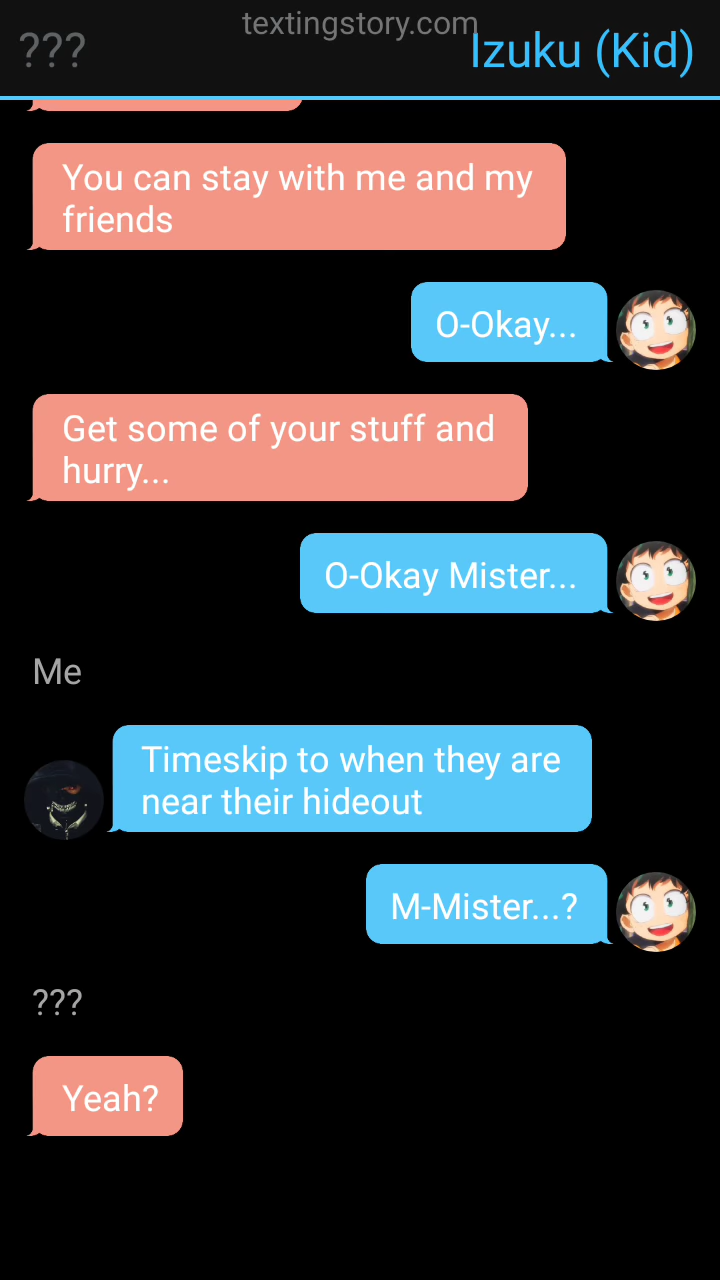 textingstory.com
???
Izuku (Kid)
You can stay with me and my
friends
O-Okay...
Get some of your stuff and
hurry...
O-Okay Mister...
Me
Timeskip to when they are
near their hideout
M-Mister...?
???
Yeah?